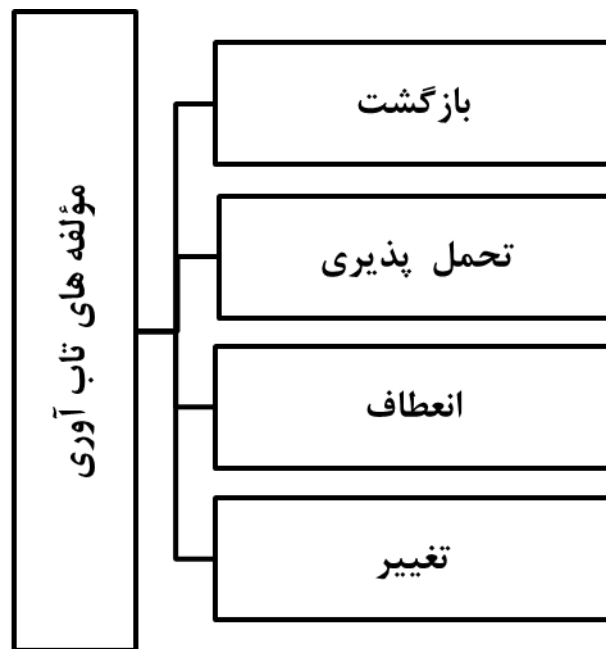 مؤلفه های تاب آوری
بازگشت
تحمل پذیری
انعطاف
تغییر